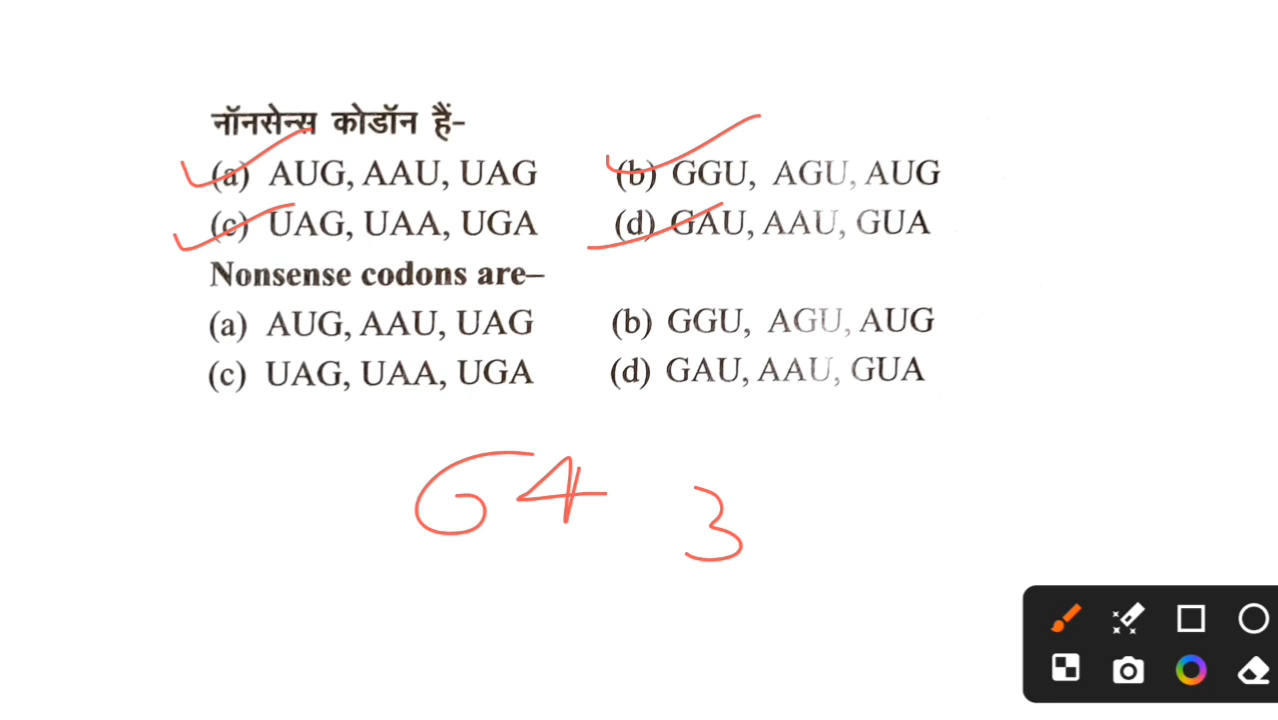 नॉनसेन्स कोडॉन हैं-
(a) AUG, AAU, UAG (b) GGU, AGU, AUG
(c) UAG, UAA, UGA (d) GAU, AAU, GUA
Nonsense codons are–
(a) AUG, AAU, UAG (b) GGU, AGU, AUG
(c) UAG, UAA, UGA (d) GAU, AAU, GUA
64 3